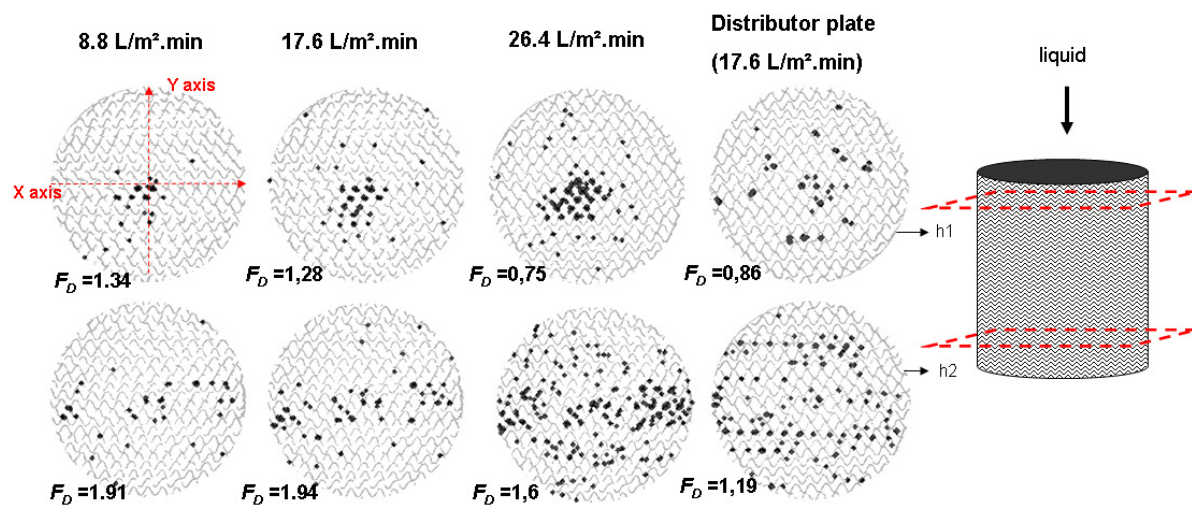 8.8 L/m².min
17.6 L/m².min
26.4 L/m².min
Distributor plate
(17.6 L/m².min)
liquid
Y axis
X axis
h1
F_D =1.34
F_D =1,28
F_D =0,75
F_D =0,86
h2
F_D =1.91
F_D =1.94
F_D =1,6
F_D =1,19